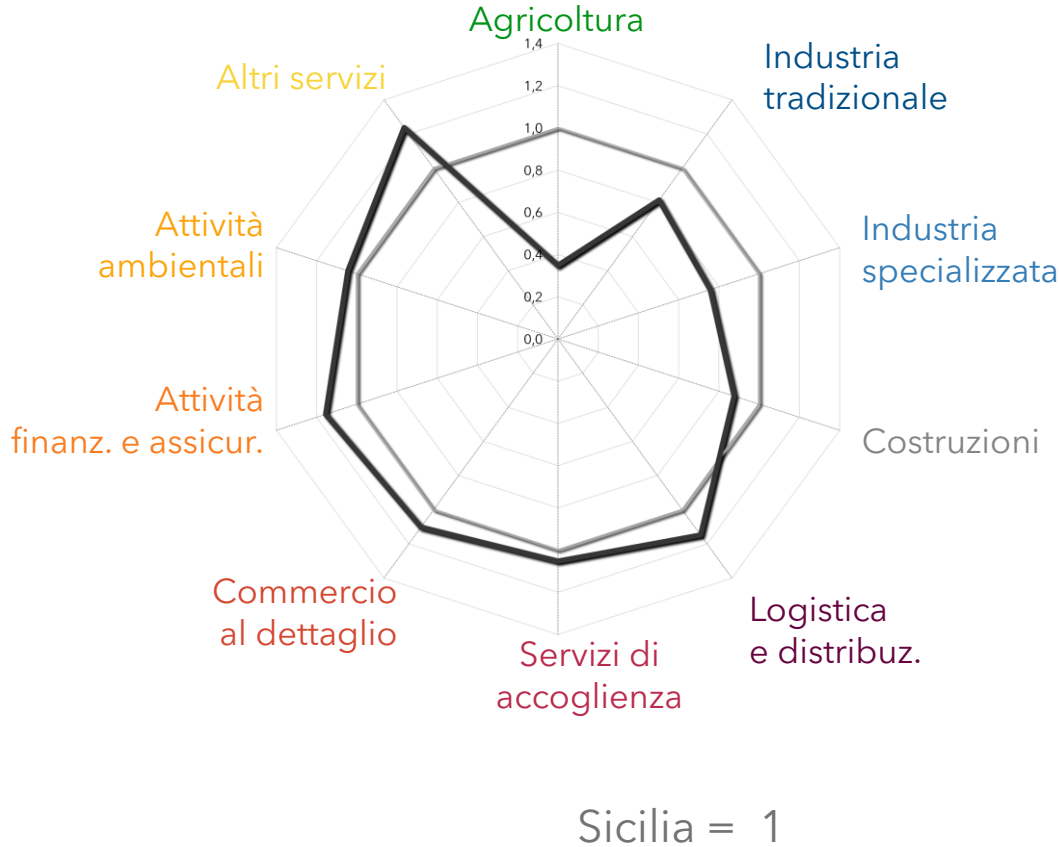 Agricoltura
Industria
tradizionale
Altri servizi
1,4
1,2
1,0
0,8
0,6
0,4
0,2
0,0
Attività
ambientali
Industria
specializzata
Attività
finanz. e assicur.
Costruzioni
Commercio
al dettaglio
Logistica
e distribuz.
Servizi di
accoglienza
Sicilia = 1